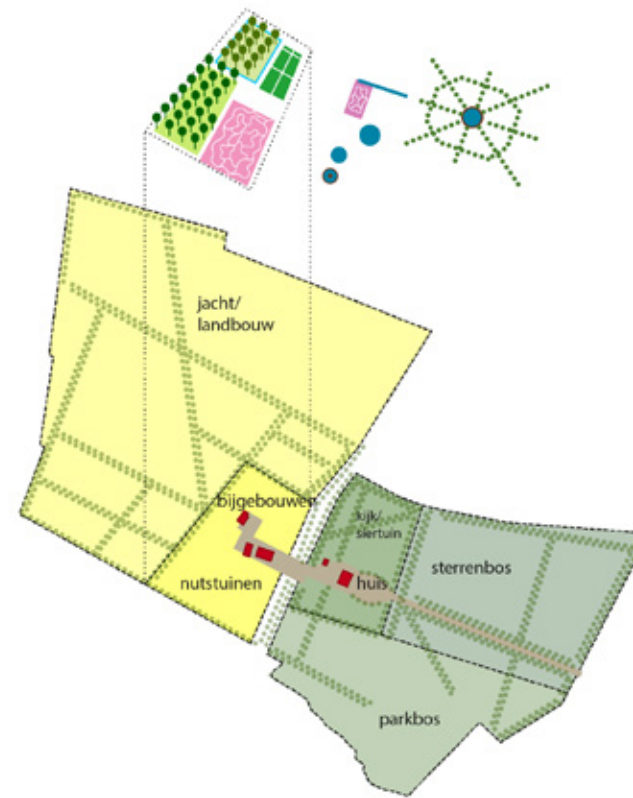 jacht/
landbouw
bijgebouwen
kijk/
siertuin
nutstuinen
huis
sterrenbos
parkbos